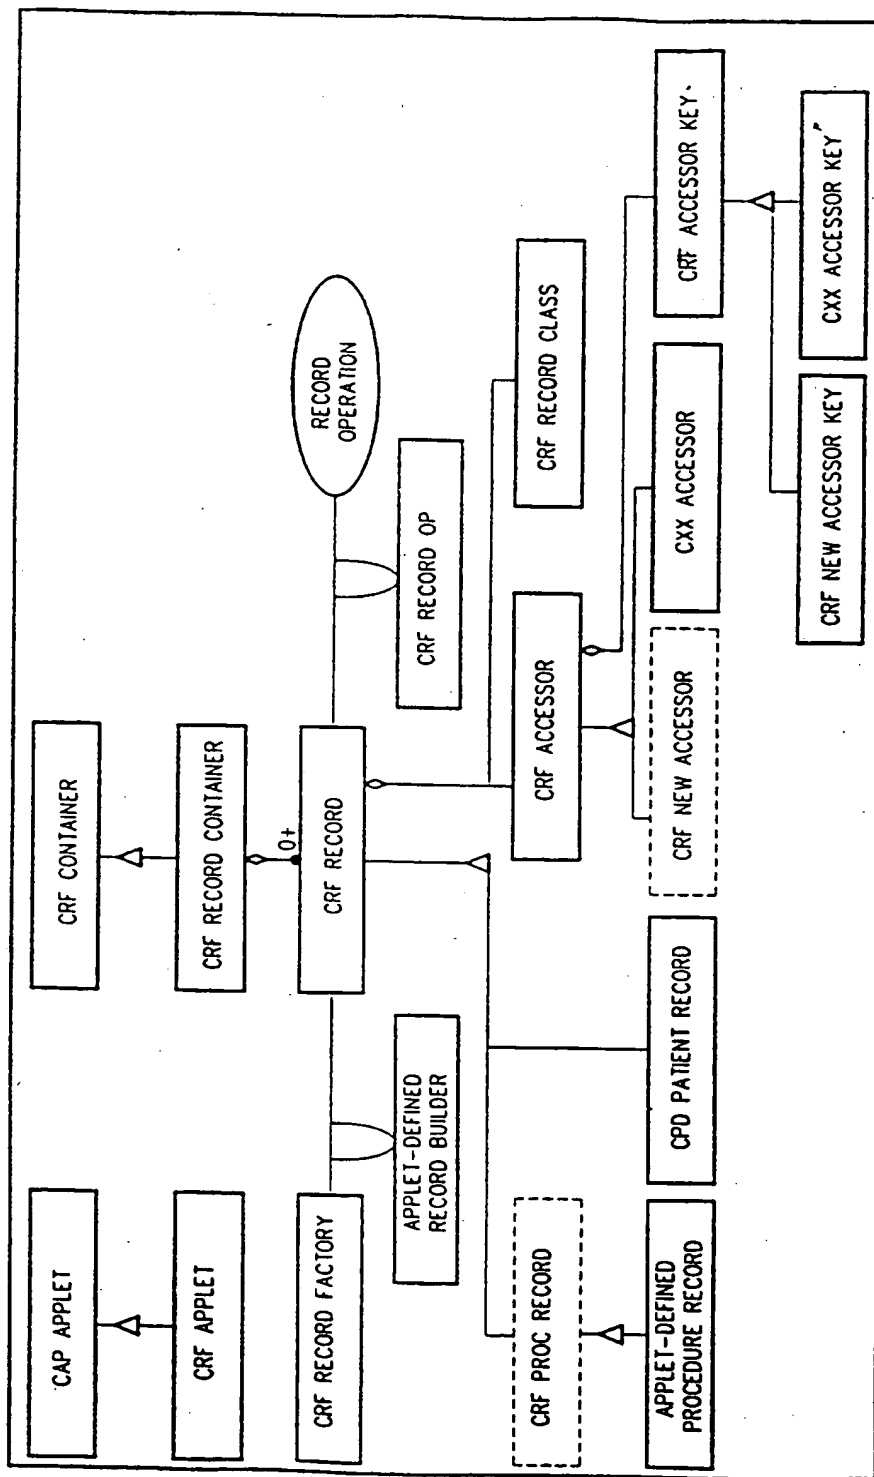 CAP APPLET
CRF APPLET
CRF CONTAINER
CRF RECORD CONTAINER
0+
CRF RECORD FACTORY
CRF RECORD
RECORD
OPERATION
APPLET-DEFINED
RECORD BUILDER
CRF RECORD OP
CRF PROC RECORD
CRF ACCESSOR
CRF RECORD CLASS
APPLET-DEFINED
PROCEDURE RECORD
CPD PATIENT RECORD
CRF NEW ACCESSOR
CXX ACCESSOR
CRF ACCESSOR KEY
CRF NEW ACCESSOR KEY
CXX ACCESSOR KEY